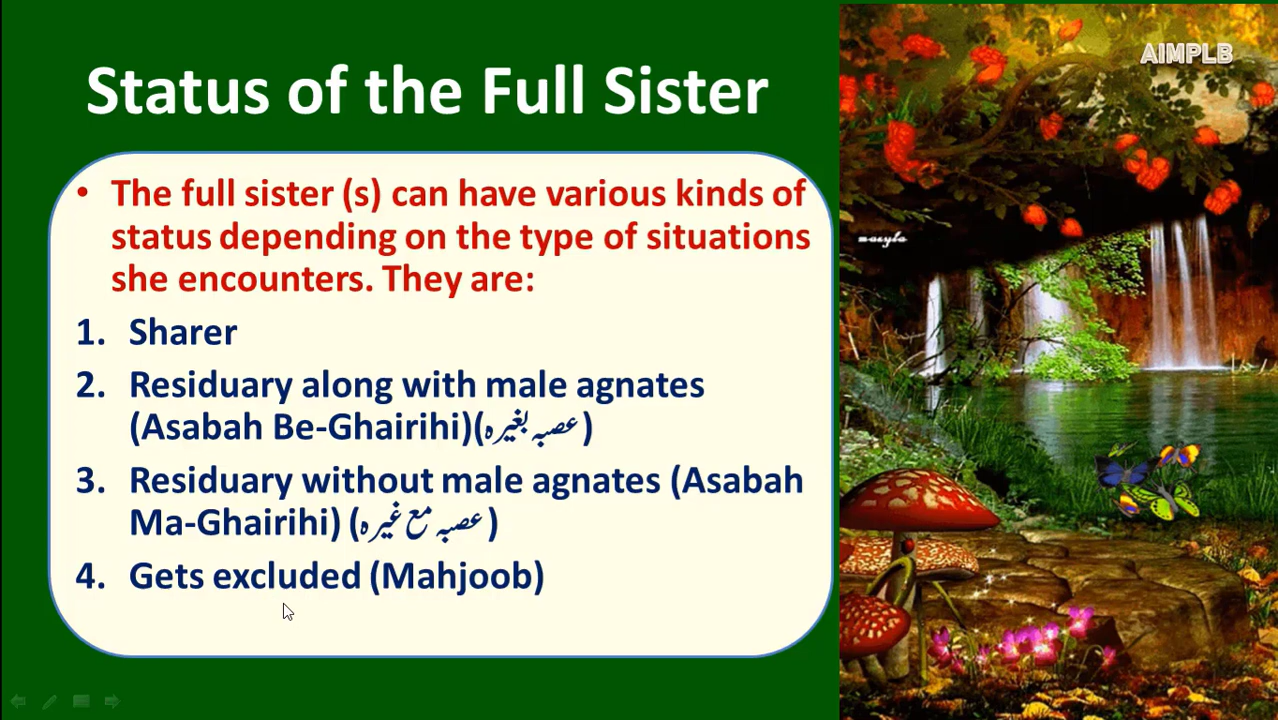 Status of the Full Sister
AIMPLB
• The full sister (s) can have various kinds of
status depending on the type of situations
she encounters. They are:
1. Sharer
2. Residuary along with male agnates
(Asabah Be-Ghairihi)(عصبہ بغیرہ)
3. Residuary without male agnates (Asabah
Ma-Ghairihi) (عصبہ مع غیرہ)
4. Gets excluded (Mahjoob)